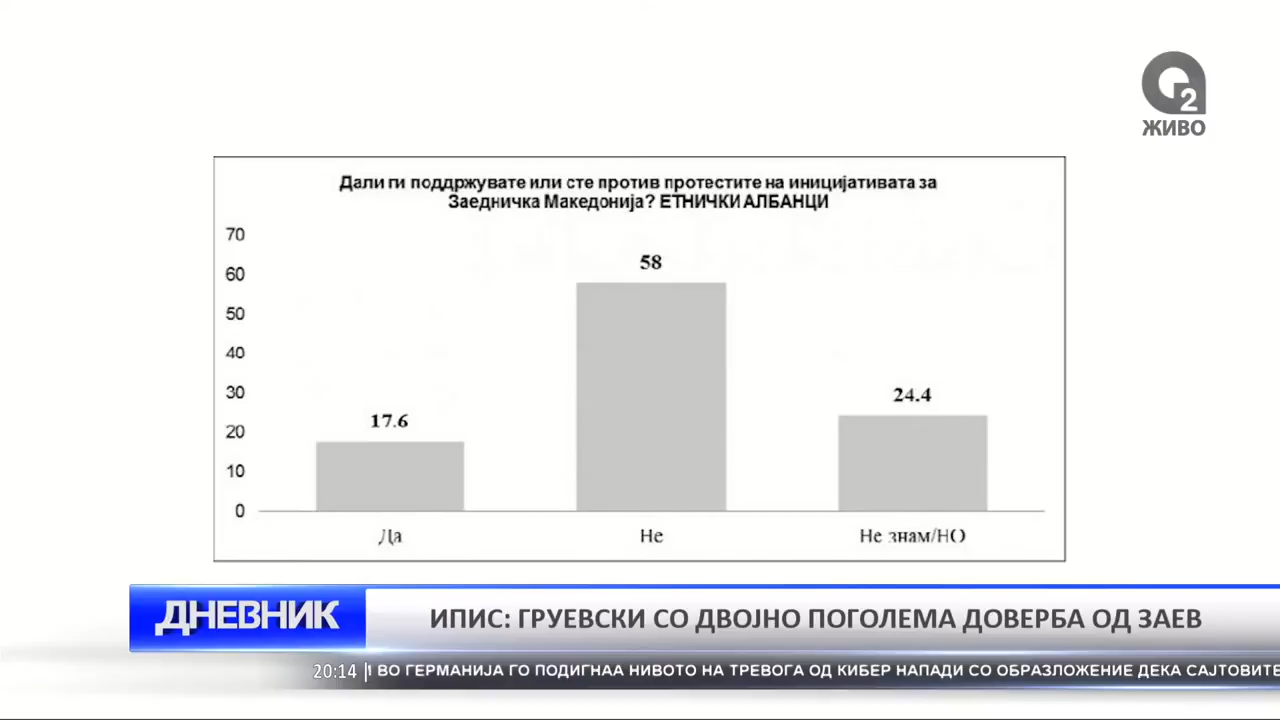 2
ЖИВО
Дали ги поддржувате или сте против протестите на иницијативата за
Заедничка Македонија? ЕТНИЧКИ АЛБАНЦИ
70
60
50
40
30
20
10
0
17.6
58
24.4
Да
Не
Не знам/НО
ДНЕВНИК
ИПИС: ГРУЕВСКИ СО ДВОЈНО ПОГОЛЕМА ДОВЕРБА ОД ЗАЕВ
20:14
ВО ГЕРМАНИЈА ГО ПОДИГНАА НИВОТО НА ТРЕВОГА ОД КИБЕР НАПАДИ СО ОБРАЗЛОЖЕНИЕ ДЕКА САЈТОВИТЕ